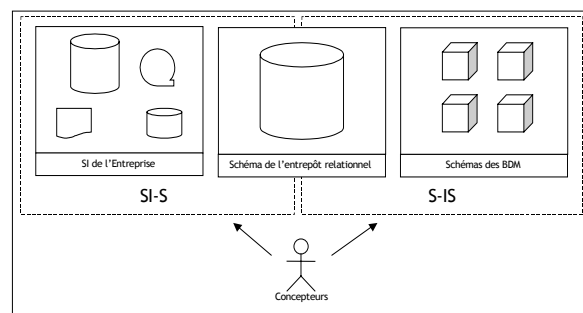 SI de l'Entreprise
Schéma de l'entrepôt relationnel
Schémas des BDM
SI-S
S-IS
Concepteurs